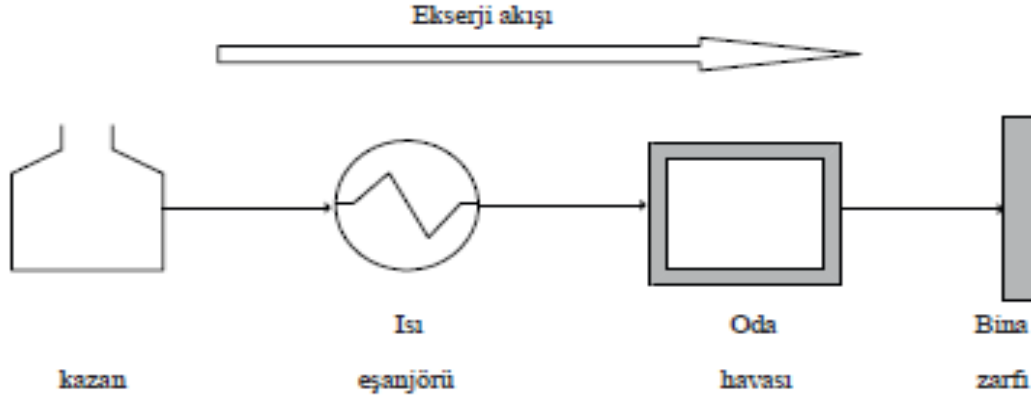 Ekserji akışı
Isı
Oda
Bina
kazan
eşanjörü
havası
zarfı